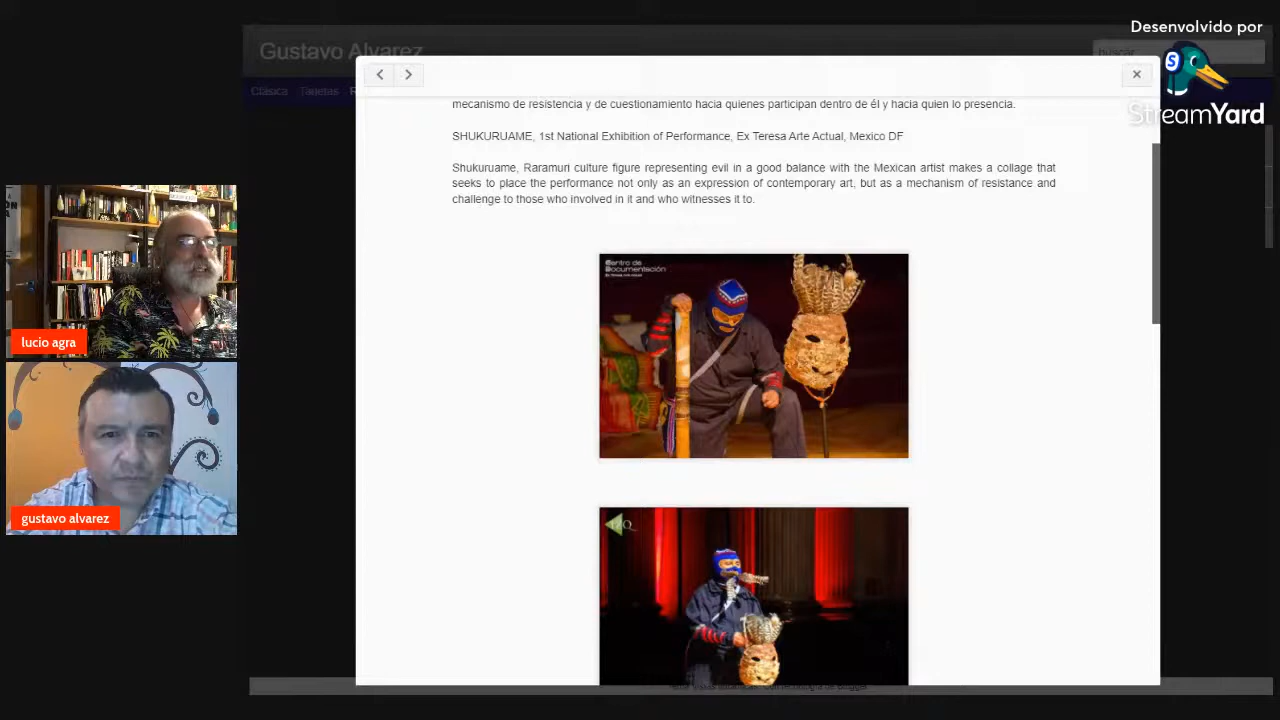 Desenvolvido por
StreamYard
Gustavo Alvarez
buscar
Clásica Tarjetas
mecanismo de resistencia y de cuestionamiento hacia quienes participan dentro de él y hacia quien lo presencia.
SHUKURUAME, 1st National Exhibition of Performance, Ex Teresa Arte Actual, Mexico DF
Shukuruame, Raramuri culture figure representing evil in a good balance with the Mexican artist makes a collage that
seeks to place the performance not only as an expression of contemporary art, but as a mechanism of resistance and
challenge to those who involved in it and who witnesses it to.
Centro de
Documentación
lucio agra
gustavo alvarez